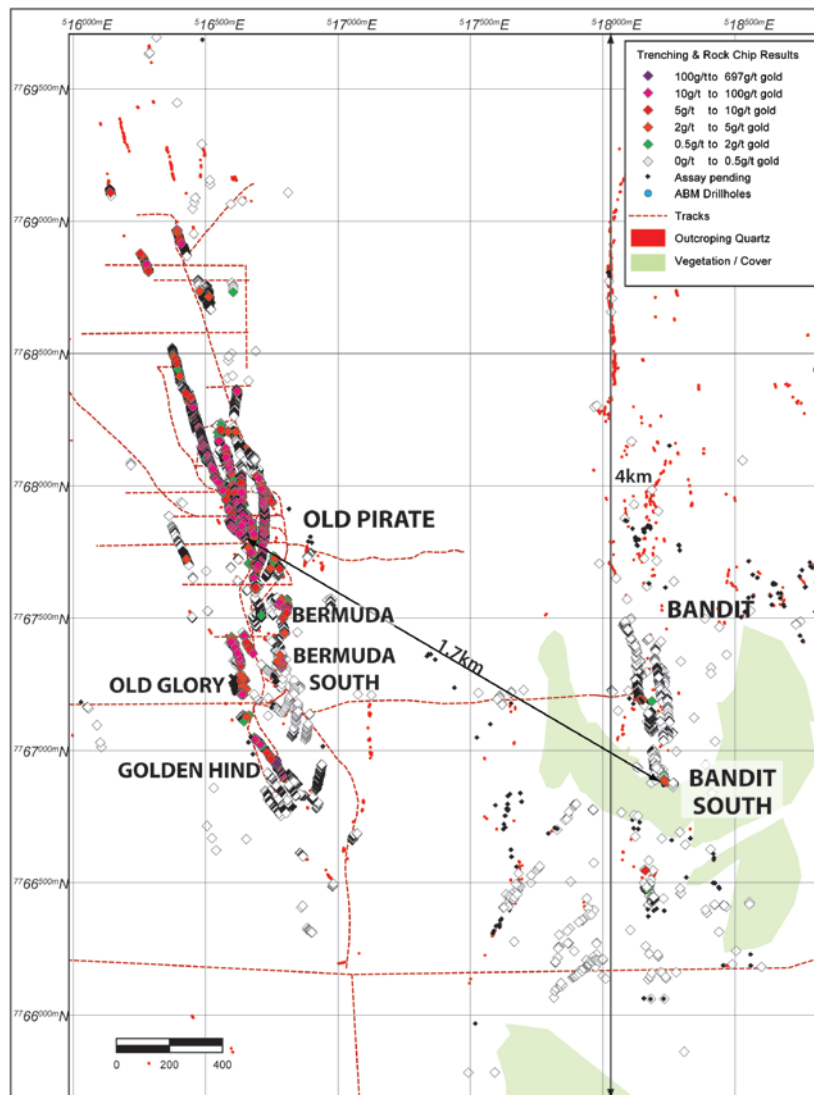 516000mE 516500mE 517000mE 517500mE 518000mE 518500mE
Trenching & Rock Chip Results
100g/tto 697g/t gold
10g/t to 100g/t gold
5g/t to 10g/t gold
2g/t to 5g/t gold
0.5g/t to 2g/t gold
0g/t to 0.5g/t gold
Assay pending
ABM Drillholes
Tracks
Outcroping Quartz
Vegetation / Cover
7769500mN
7769000mN
7768500mN
7768000mN
4km
OLD PIRATE
7767500mN
BERMUDA
BANDIT
BERMUDA
SOUTH
1.7km
OLD GLORY
7767000mN
GOLDEN HIND
BANDIT
SOUTH
7766500mN
7766000mN
0 200 400